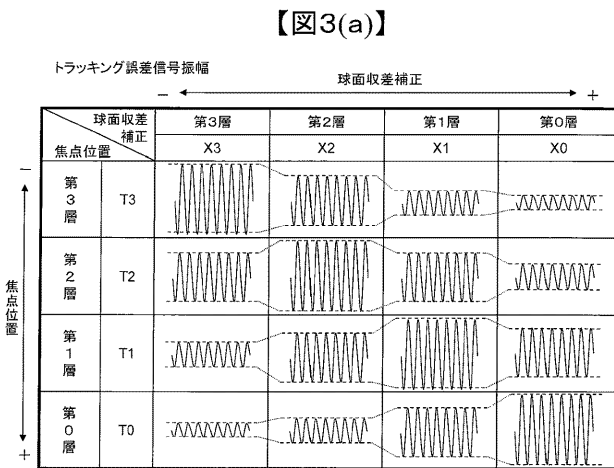 【図3(a)】
トラッキング誤差信号振幅
− 球面収差補正 +
球面収差補正 第3層 第2層 第1層 第0層
焦点位置 X3 X2 X1 X0
− 焦点位置 +
第3層 T3
第2層 T2
第1層 T1
第0層 T0